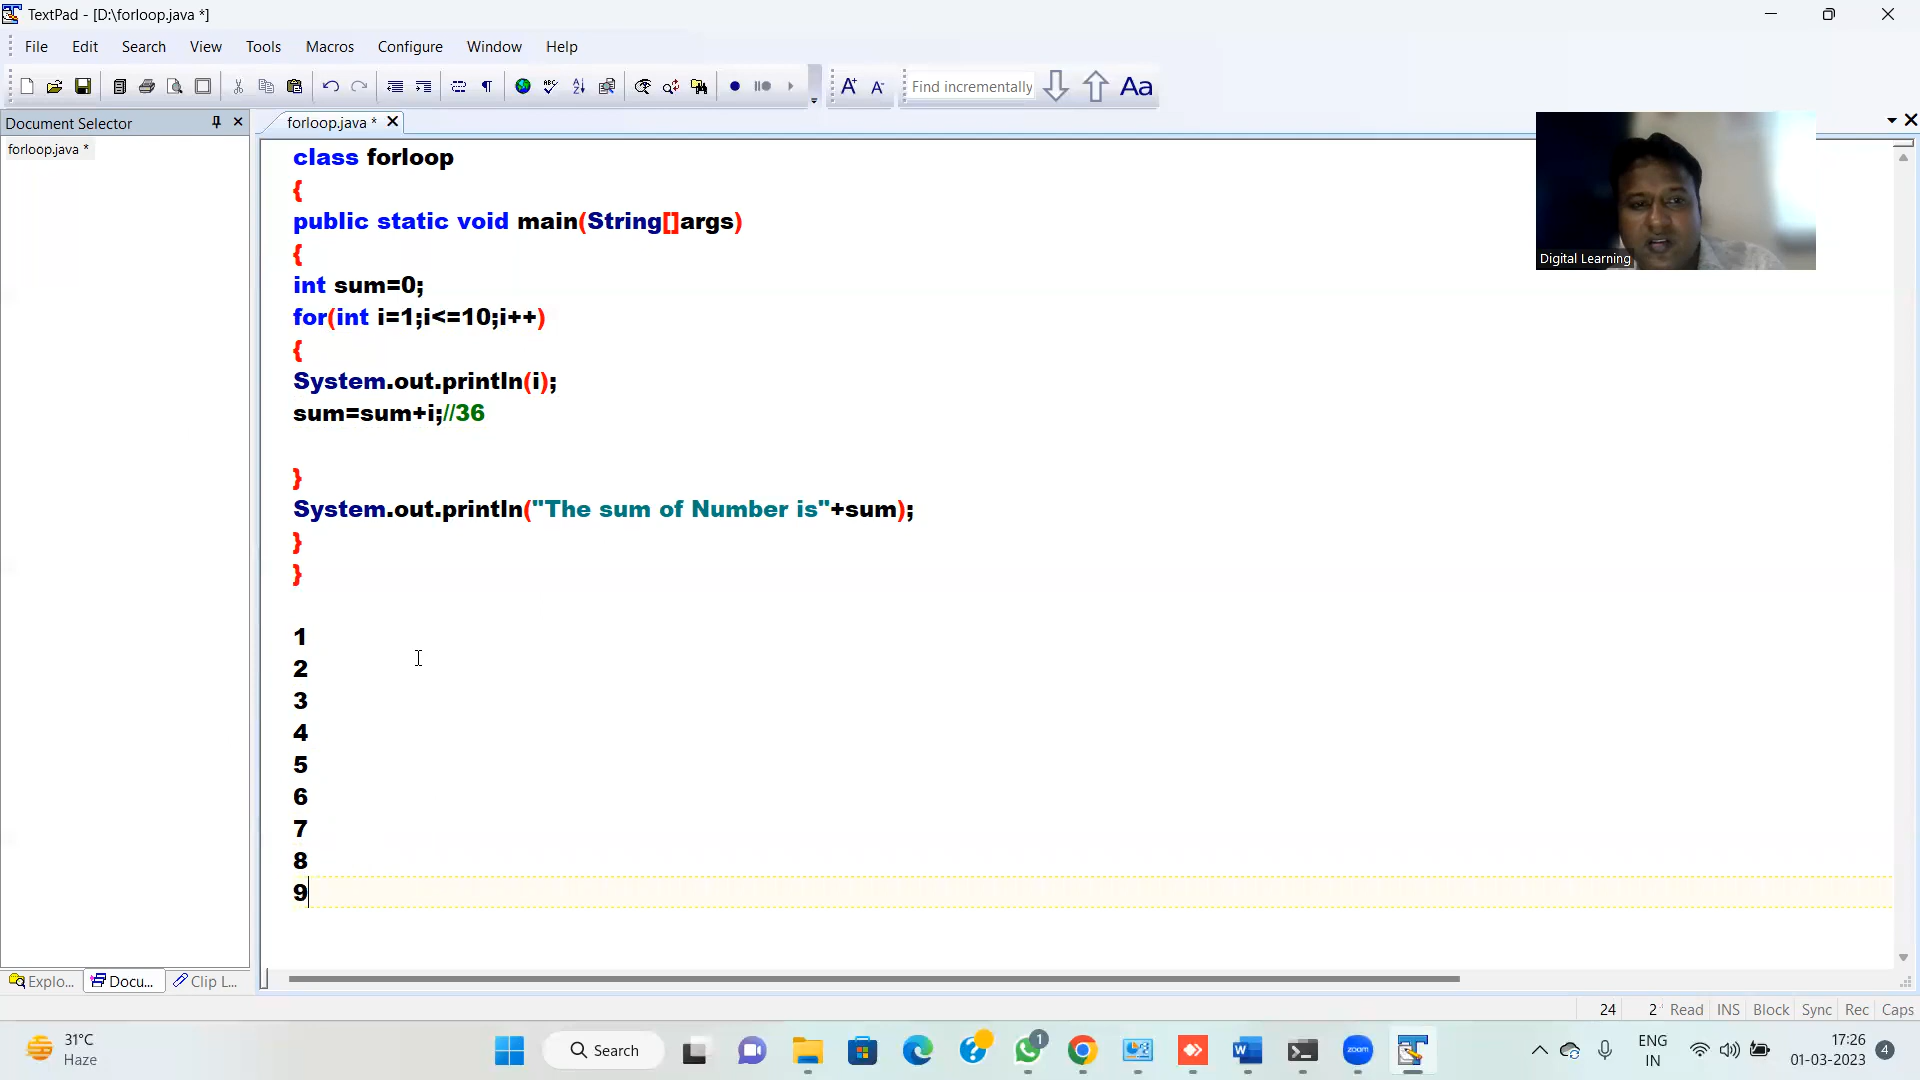 TextPad - [D:\forloop.java *]
File Edit Search View Tools Macros Configure Window Help
Find incrementally
Document Selector
forloop.java *
forloop.java *
class forloop
{
public static void main(String[]args)
{
int sum=0;
for(int i=1;i<=10;i++)
{
System.out.println(i);
sum=sum+i;//36
}
System.out.println("The sum of Number is"+sum);
}
}
1
2
3
4
5
6
7
8
9
Digital Learning
Explo... Docu... Clip L...
24 2 Read INS Block Sync Rec Caps
31°C
Haze
Search
1
zoom
ENG
IN
17:26
01-03-2023
4